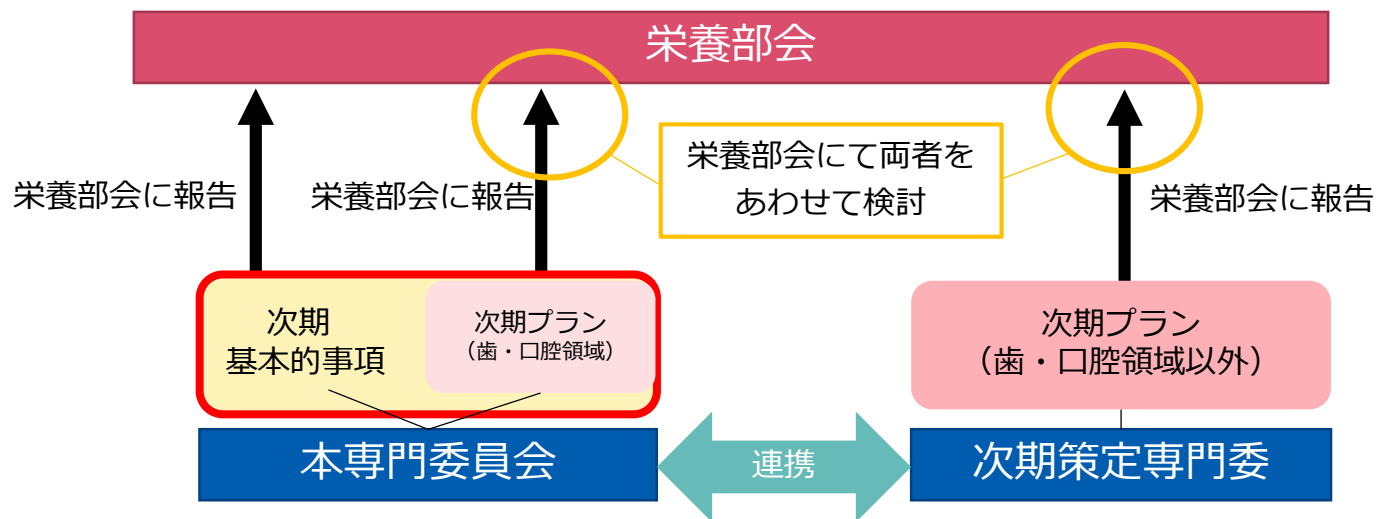 栄養部会
栄養部会にて両者を
あわせて検討
栄養部会に報告
栄養部会に報告
栄養部会に報告
次期
基本的事項
次期プラン
（歯・口腔領域）
次期プラン
（歯・口腔領域以外）
本専門委員会
連携
次期策定専門委